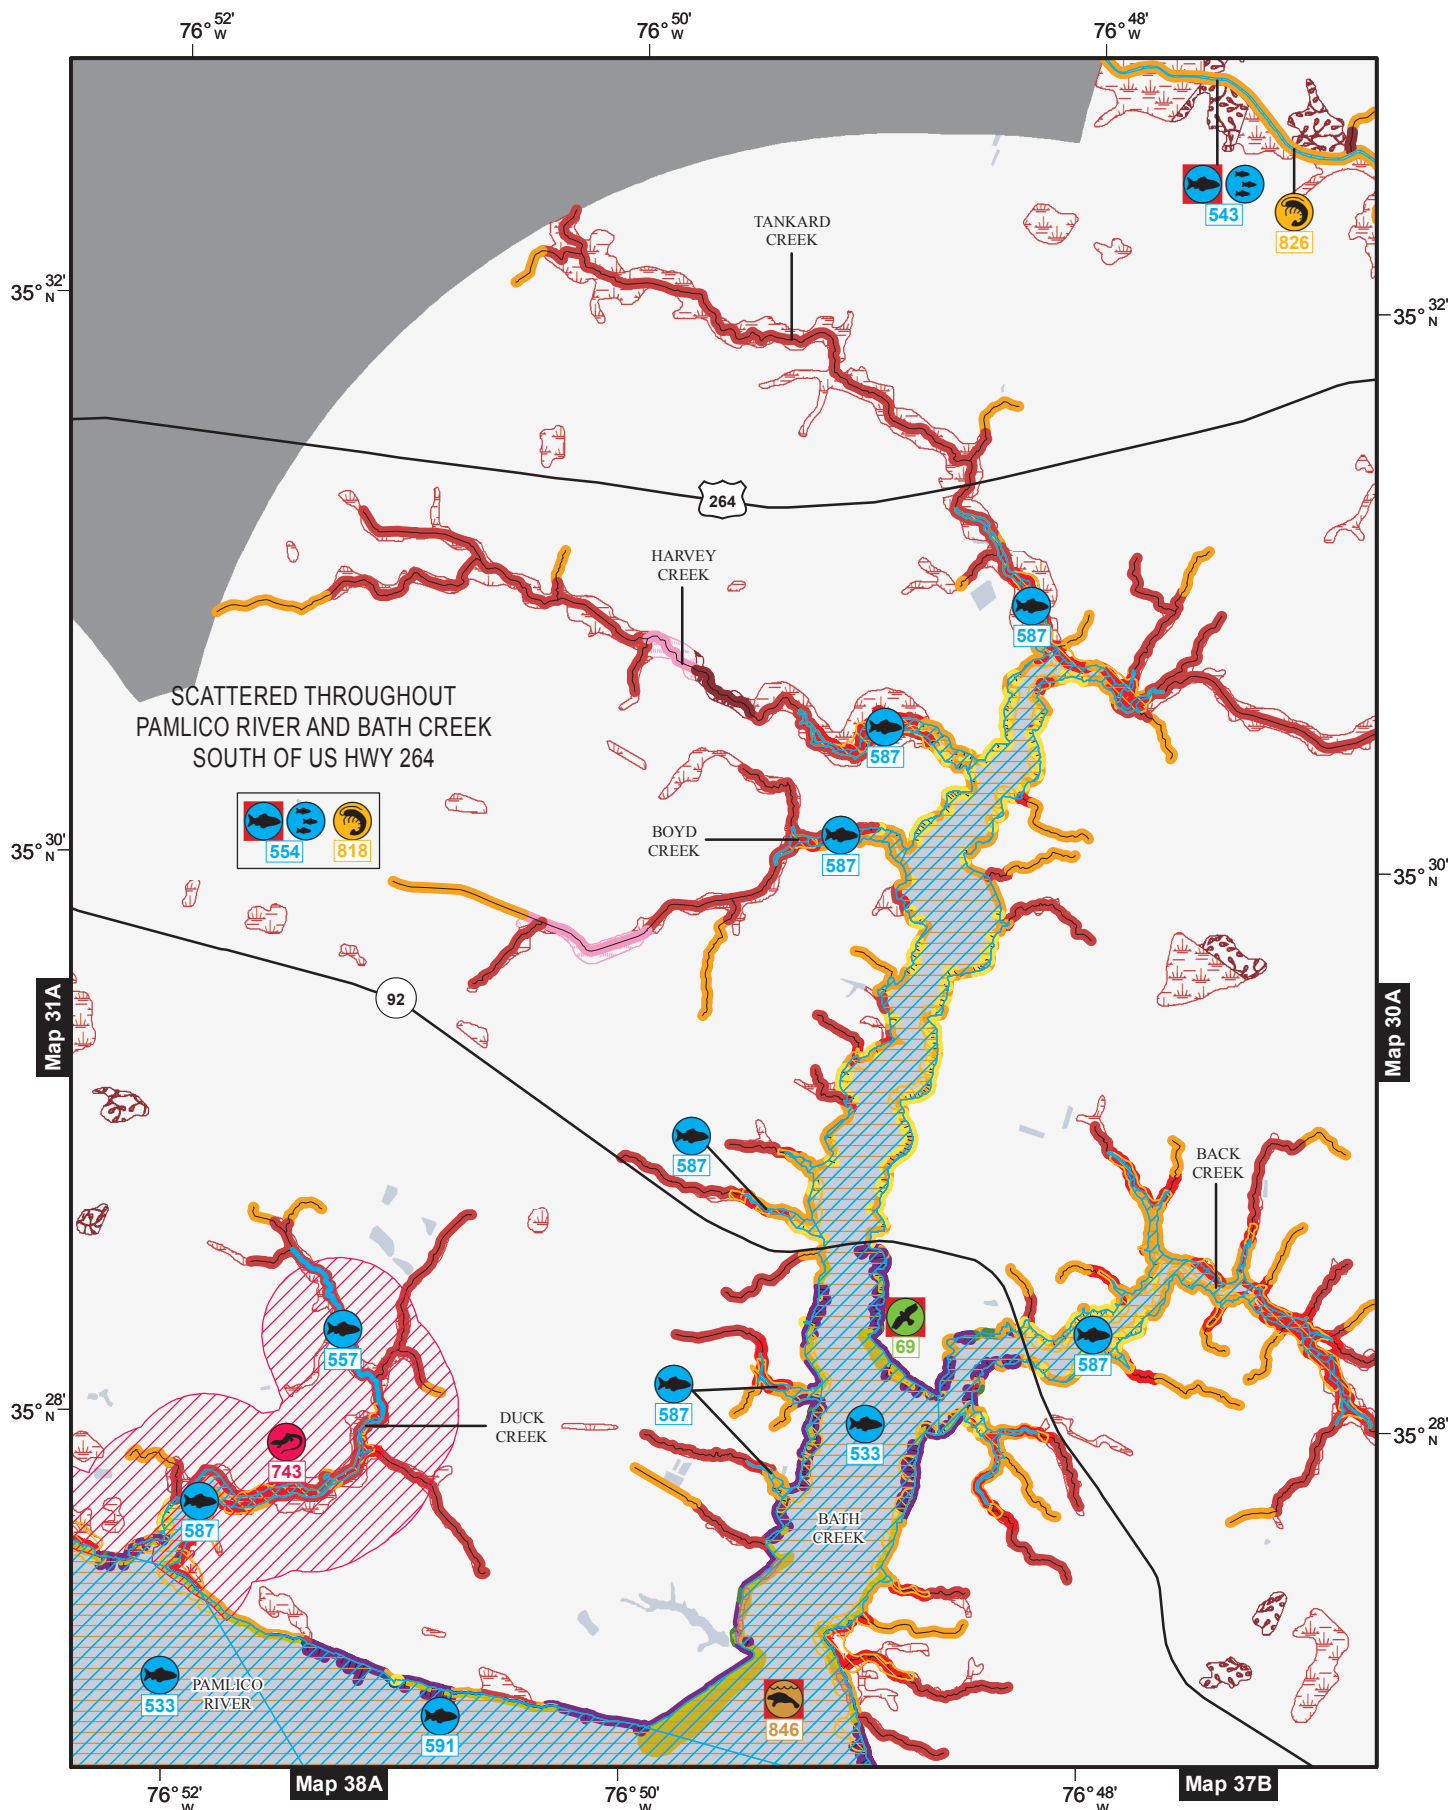 76° 52' W
76° 50' W
76° 48' W
543
826
TANKARD
CREEK
35° 32' N
35° 32' N
264
HARVEY
CREEK
587
SCATTERED THROUGHOUT
PAMLICO RIVER AND BATH CREEK
SOUTH OF US HWY 264
587
554
818
BOYD
CREEK
587
35° 30' N
35° 30' N
92
Map 31A
Map 30A
587
BACK
CREEK
69
557
587
35° 28' N
35° 28' N
587
DUCK
CREEK
533
743
587
BATH
CREEK
533
PAMLICO
RIVER
591
846
Map 38A
Map 37B
76° 52' W
76° 50' W
76° 48' W